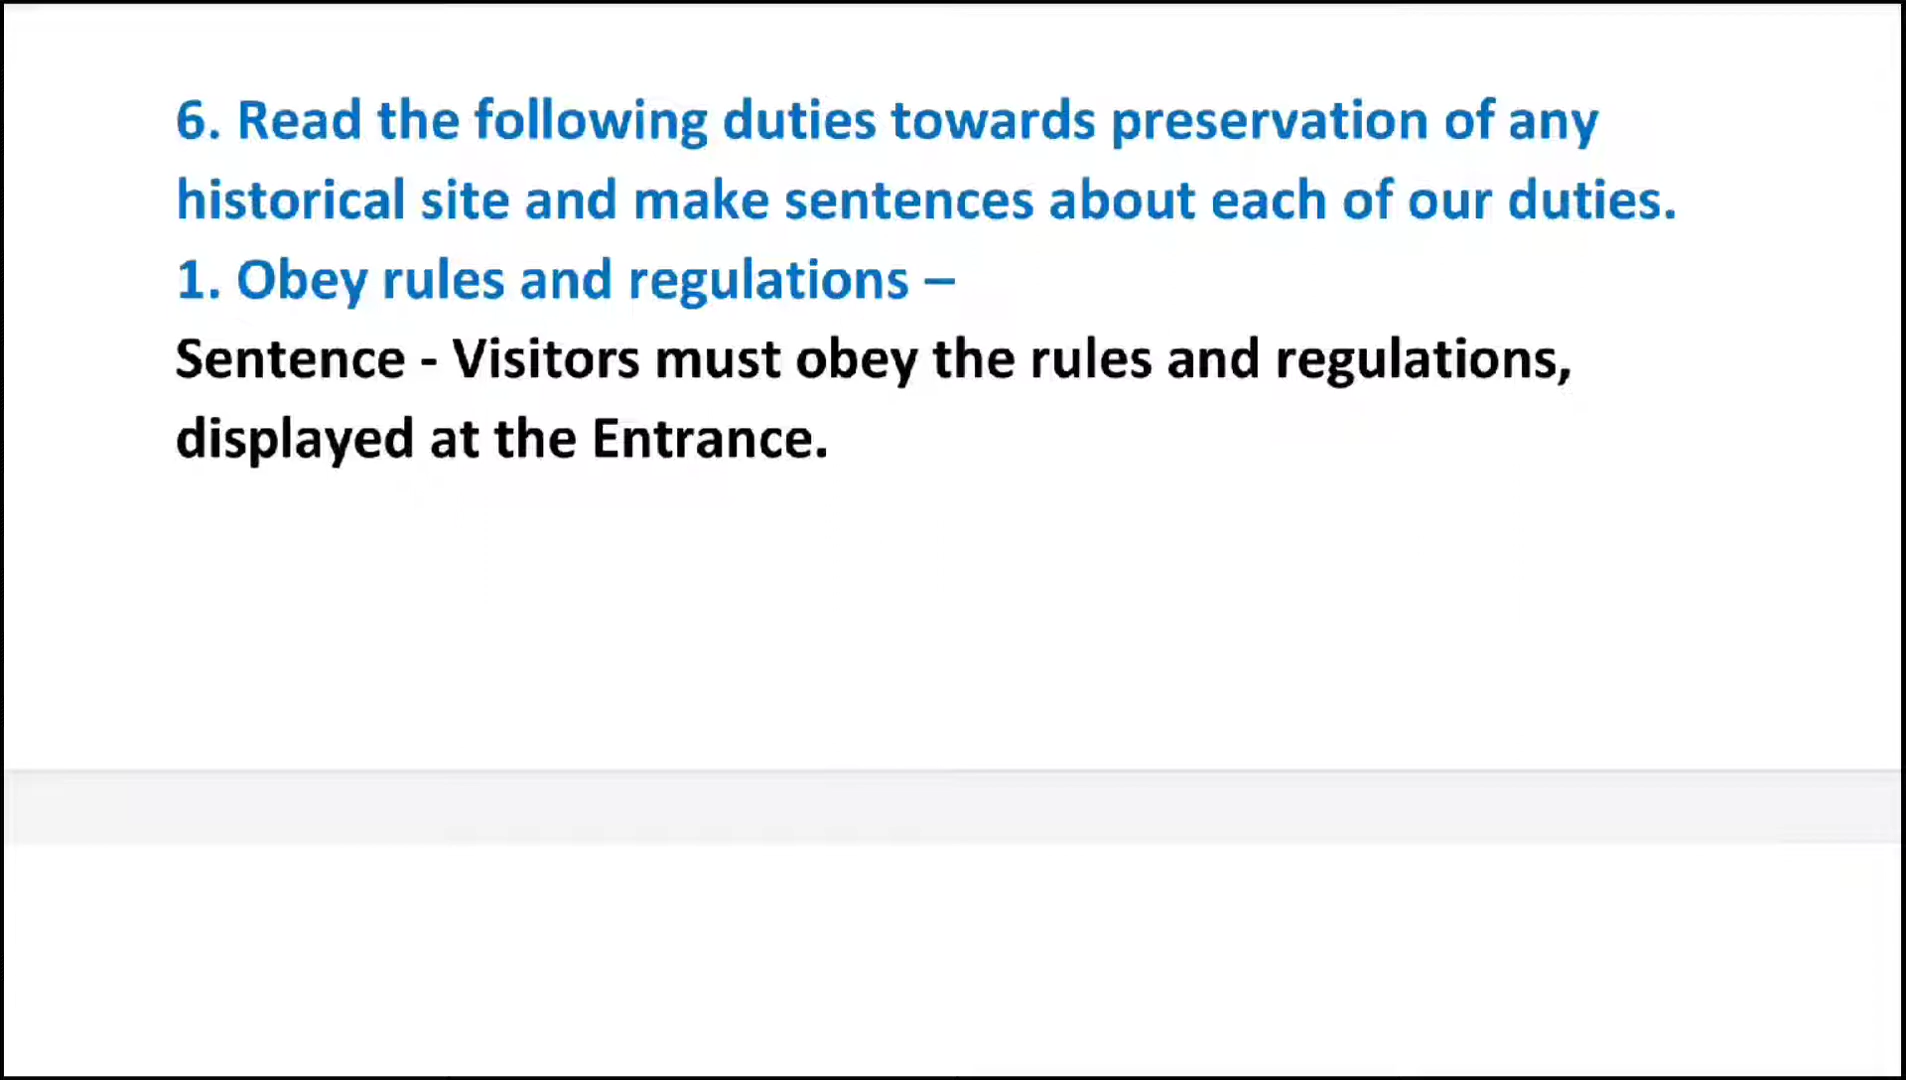 6. Read the following duties towards preservation of any
historical site and make sentences about each of our duties.
1. Obey rules and regulations –
Sentence - Visitors must obey the rules and regulations,
displayed at the Entrance.